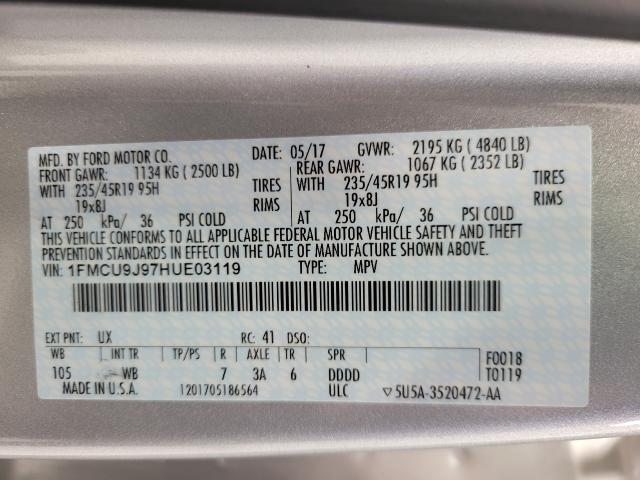 MFD. BY FORD MOTOR CO.
DATE: 05/17 GVWR: 2195 KG ( 4840 LB)
FRONT GAWR: 1134 KG ( 2500 LB)
REAR GAWR: 1067 KG ( 2352 LB)
WITH 235/45R19 95H TIRES
WITH 235/45R19 95H TIRES
19x8J RIMS
19x8J RIMS
AT 250 kPa/ 36 PSI COLD
AT 250 kPa/ 36 PSI COLD
THIS VEHICLE CONFORMS TO ALL APPLICABLE FEDERAL MOTOR VEHICLE SAFETY AND THEFT
PREVENTION STANDARDS IN EFFECT ON THE DATE OF MANUFACTURE SHOWN ABOVE.
VIN: 1FMCU9J97HUE03119 TYPE: MPV
EXT PNT: UX RC: 41 DSO:
WB INT TR TP/PS R AXLE TR SPR F0018
105 WB 7 3A 6 DDDD T0119
MADE IN U.S.A. 1201705186564 ULC ▽5U5A-3520472-AA